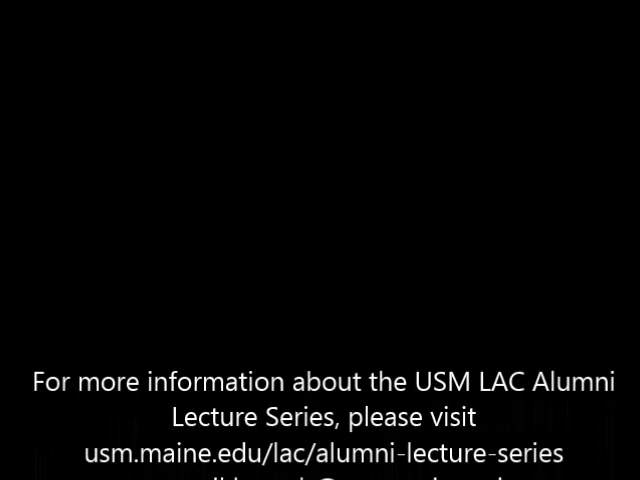 For more information about the USM LAC Alumni
Lecture Series, please visit
usm.maine.edu/lac/alumni-lecture-series